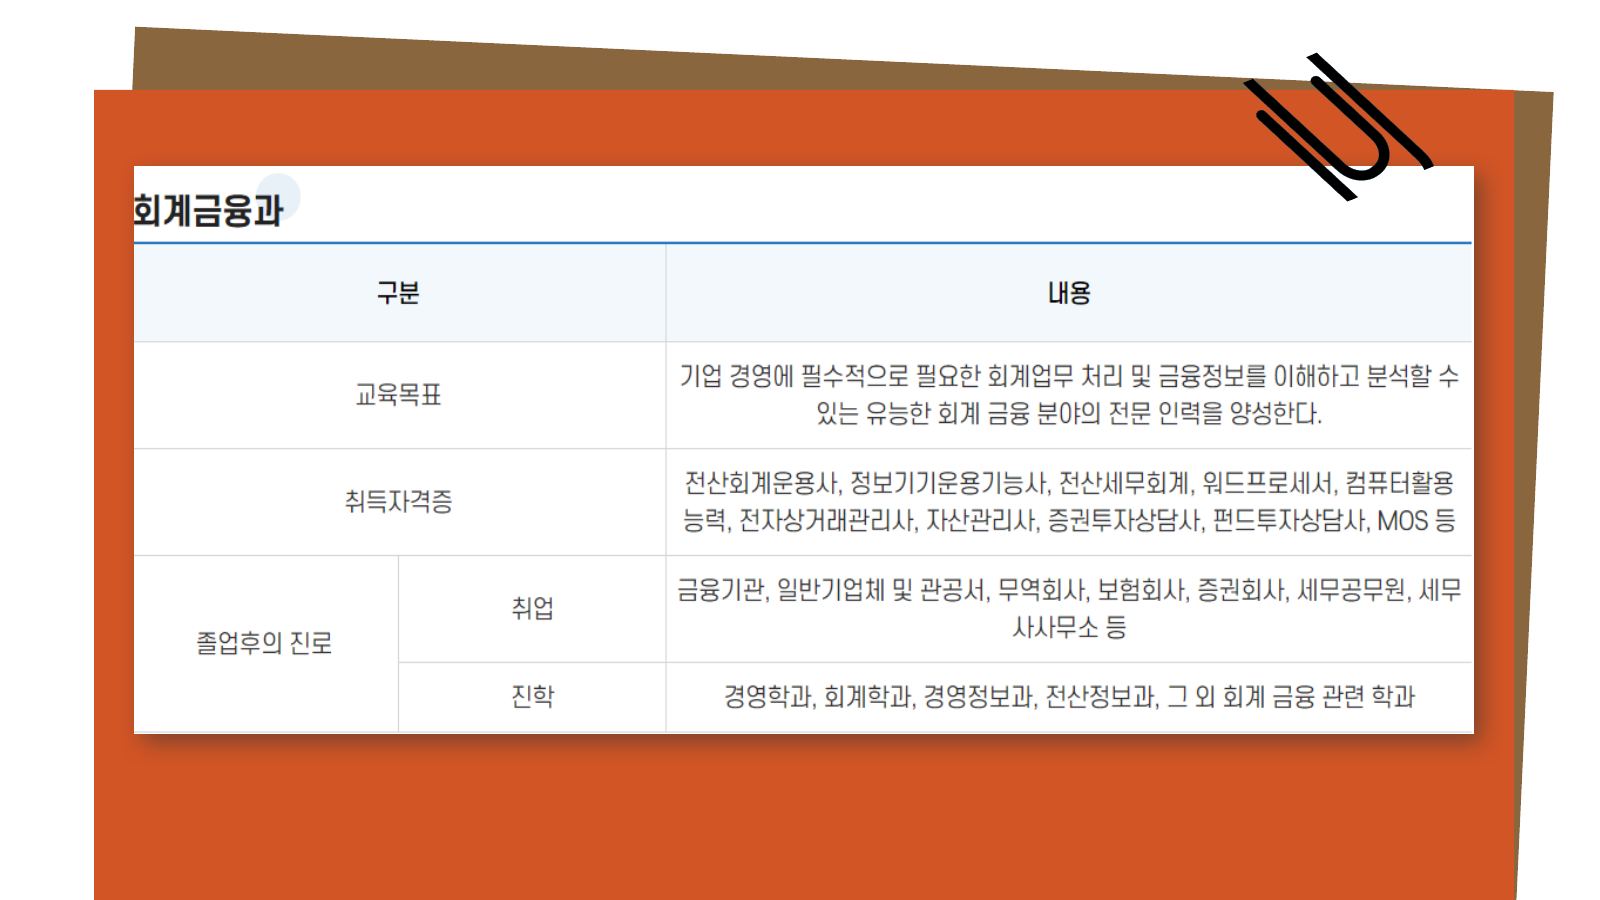 회계금융과
구분 내용
교육목표
기업 경영에 필수적으로 필요한 회계업무 처리 및 금융정보를 이해하고 분석할 수
있는 유능한 회계 금융 분야의 전문 인력을 양성한다.
취득자격증
전산회계운용사, 정보기기운용기능사, 전산세무회계, 워드프로세서, 컴퓨터활용
능력, 전자상거래관리사, 자산관리사, 증권투자상담사, 펀드투자상담사, MOS 등
졸업후의 진로
취업
금융기관, 일반기업체 및 관공서, 무역회사, 보험회사, 증권회사, 세무공무원, 세무
사사무소 등
진학
경영학과, 회계학과, 경영정보과, 전산정보과, 그 외 회계 금융 관련 학과